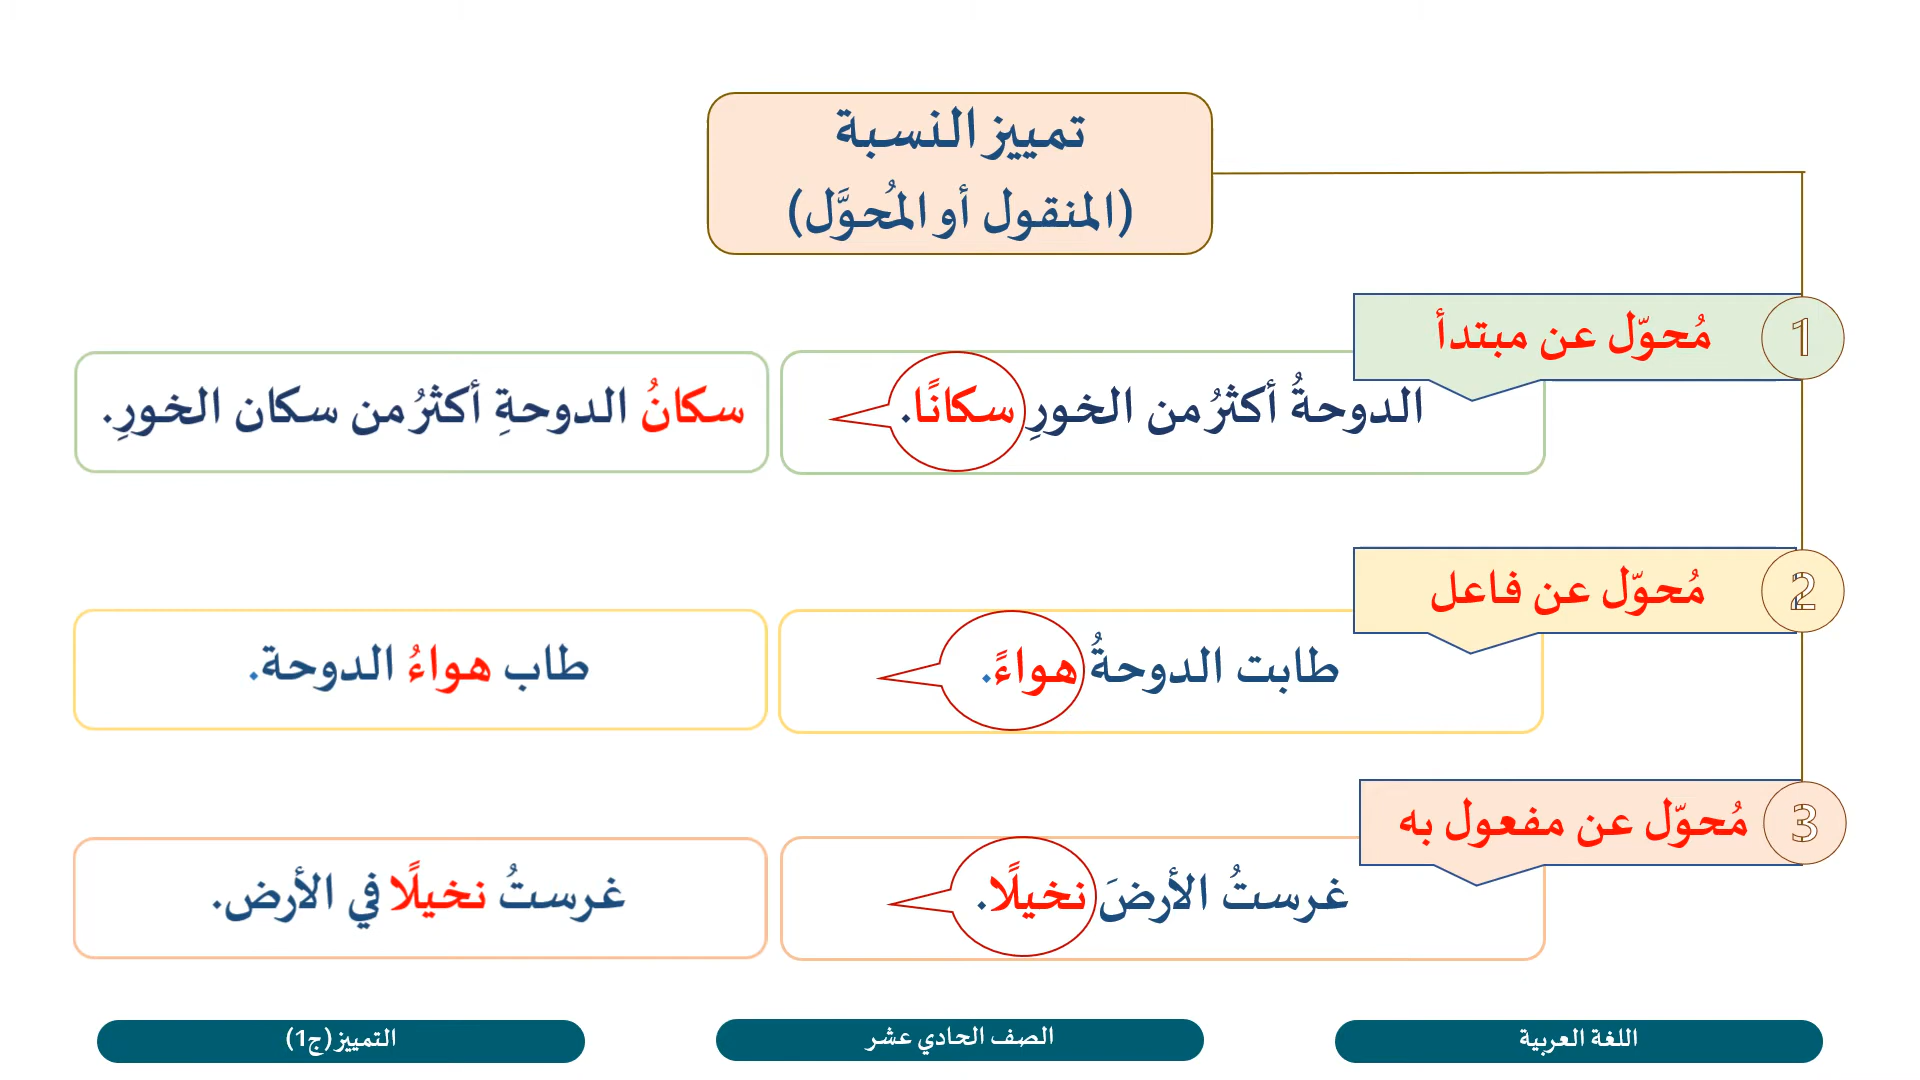 تمييز النسبة
(المنقول أو المُحوَّل)
1
مُحوّل عن مبتدأ
الدوحةُ أكثرُ من الخورِ سكانًا.
سكانُ الدوحةِ أكثرُ من سكان الخورِ.
2
مُحوّل عن فاعل
طابت الدوحةُ هواءً.
طاب هواءُ الدوحة.
3
مُحوّل عن مفعول به
غرستُ الأرضَ نخيلًا.
غرستُ نخيلًا في الأرض.
اللغة العربية
الصف الحادي عشر
التمييز (ج1)